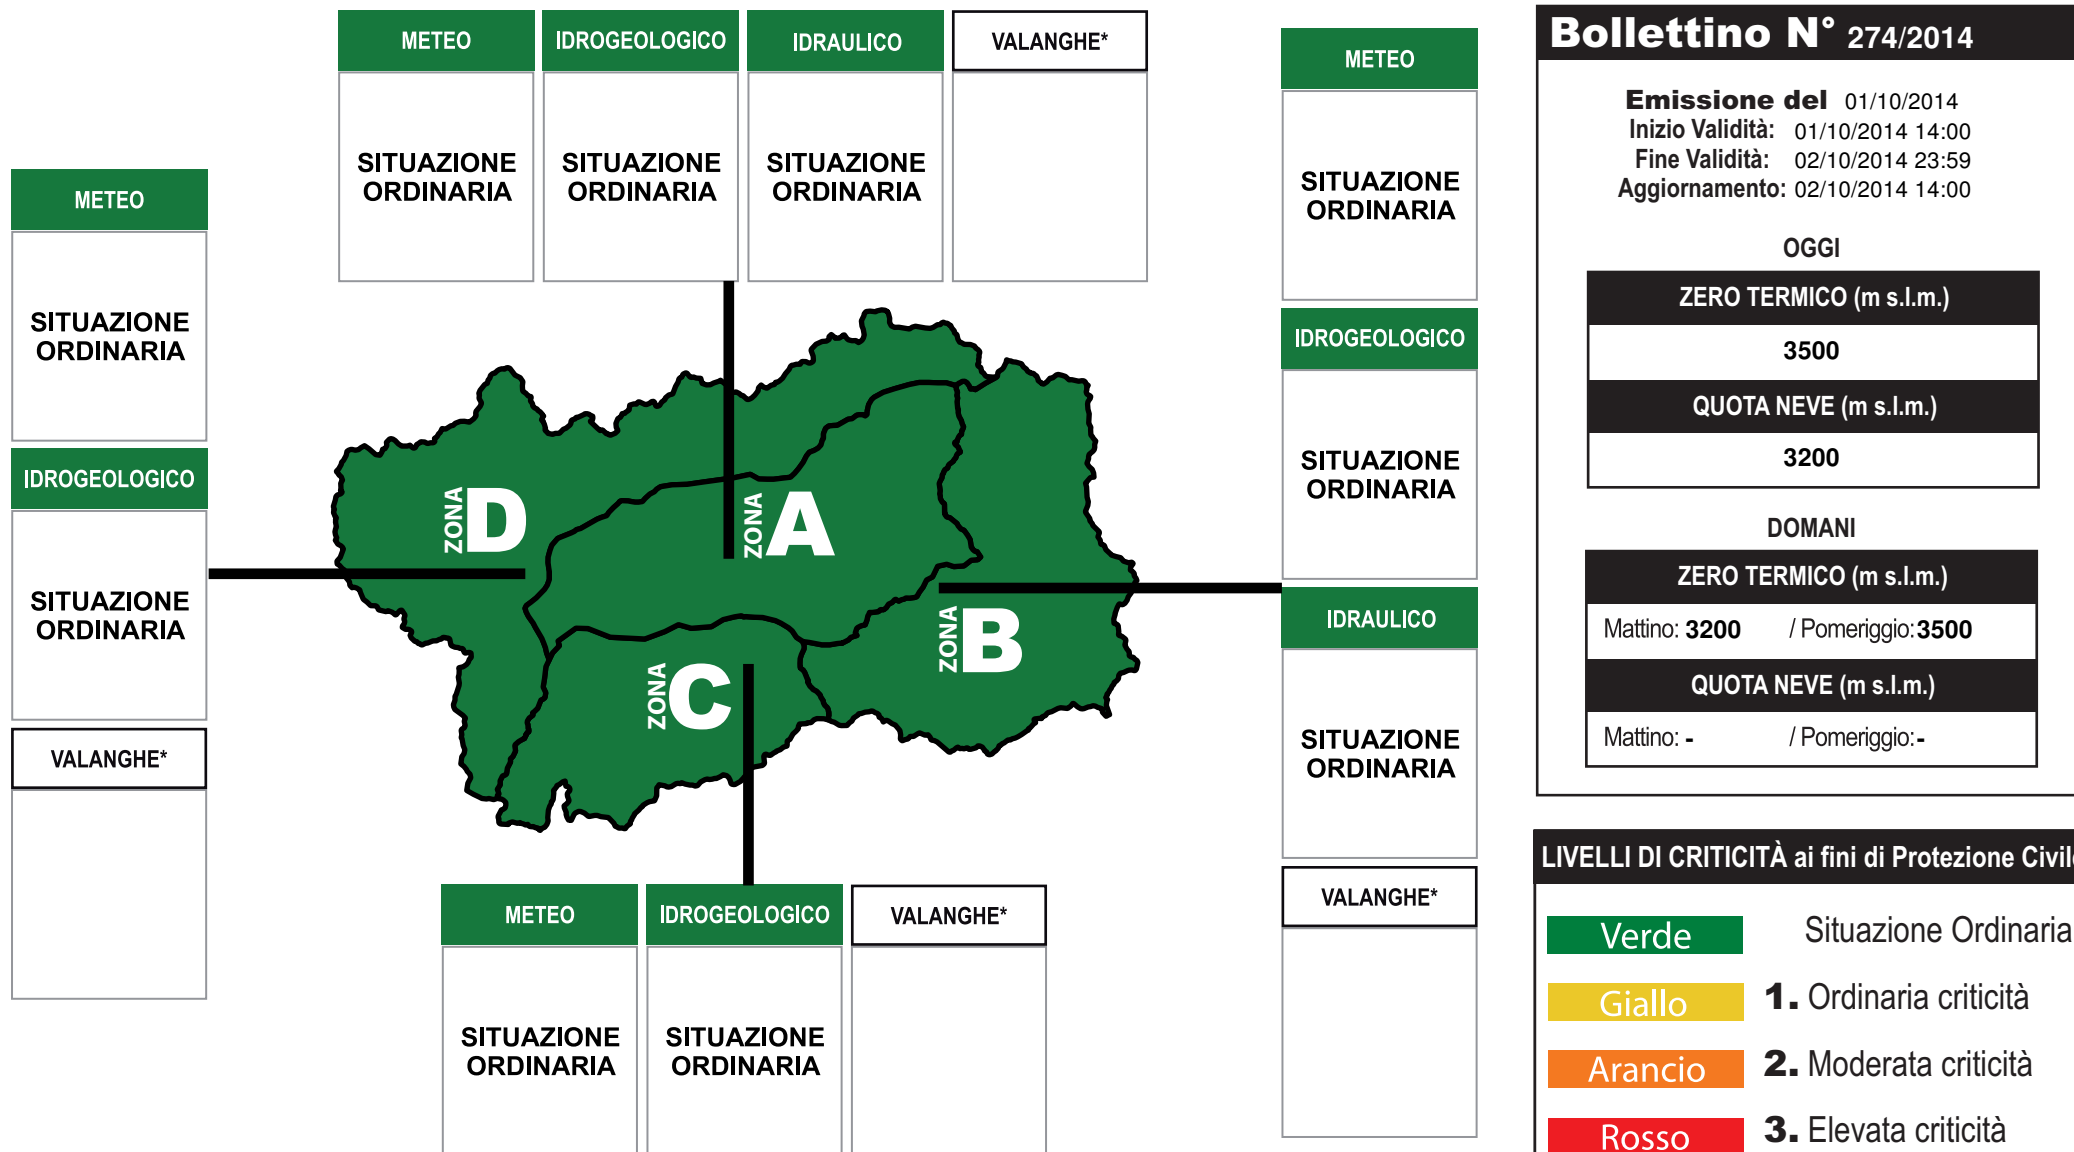 METEO IDROGEOLOGICO IDRAULICO VALANGHE*
SITUAZIONE ORDINARIA SITUAZIONE ORDINARIA SITUAZIONE ORDINARIA
METEO
SITUAZIONE
ORDINARIA
IDROGEOLOGICO
SITUAZIONE
ORDINARIA
VALANGHE*
ZONA D
ZONA A
ZONA B
ZONA C
METEO
SITUAZIONE
ORDINARIA
IDROGEOLOGICO
SITUAZIONE
ORDINARIA
IDRAULICO
SITUAZIONE
ORDINARIA
VALANGHE*
METEO IDROGEOLOGICO VALANGHE*
SITUAZIONE ORDINARIA SITUAZIONE ORDINARIA
Bollettino N° 274/2014
Emissione del 01/10/2014
Inizio Validità: 01/10/2014 14:00
Fine Validità: 02/10/2014 23:59
Aggiornamento: 02/10/2014 14:00
OGGI
ZERO TERMICO (m s.l.m.)
3500
QUOTA NEVE (m s.l.m.)
3200
DOMANI
ZERO TERMICO (m s.l.m.)
Mattino: 3200 / Pomeriggio: 3500
QUOTA NEVE (m s.l.m.)
Mattino: - / Pomeriggio: -
LIVELLI DI CRITICITÀ ai fini di Protezione Civile
Verde Situazione Ordinaria
Giallo 1. Ordinaria criticità
Arancio 2. Moderata criticità
Rosso 3. Elevata criticità